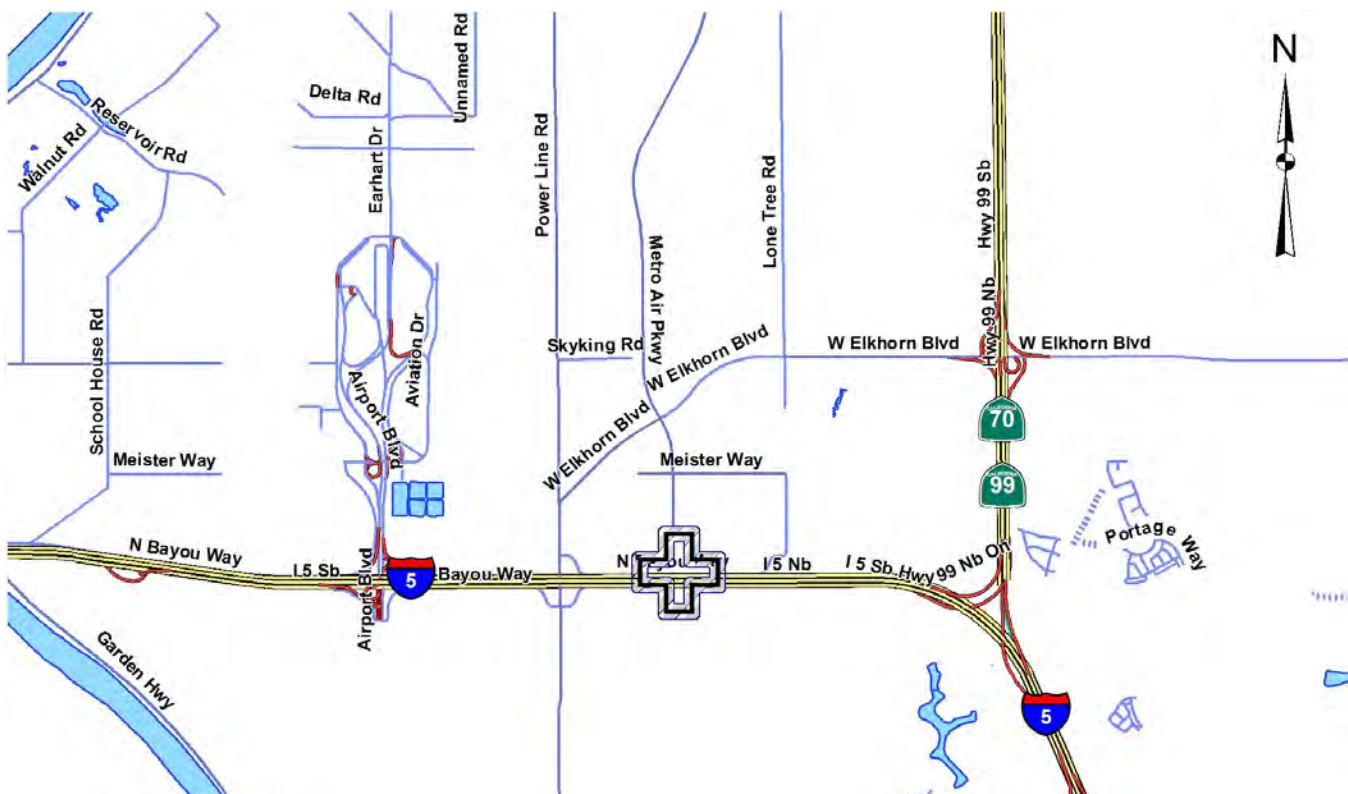 N
Unnamed Rd
Delta Rd
Reservoir Rd
Walnut Rd
Earhart Dr
Power Line Rd
Lone Tree Rd
Hwy 99 Sb
Metro Air Pkwy
Hwy 99 Nb
School House Rd
Aviation Dr
Skyking Rd
W Elkhorn Blvd
W Elkhorn Blvd
W Elkhorn Blvd
Airport Blvd
W Elkhorn Blvd
70
Meister Way
Meister Way
CALIFORNIA
99
Portage Way
N Bayou Way
I 5 Sb
5
Bayou Way
N
I 5 Nb
I 5 Sb Hwy 99 Nb On
Airport Blvd
Garden Hwy
5